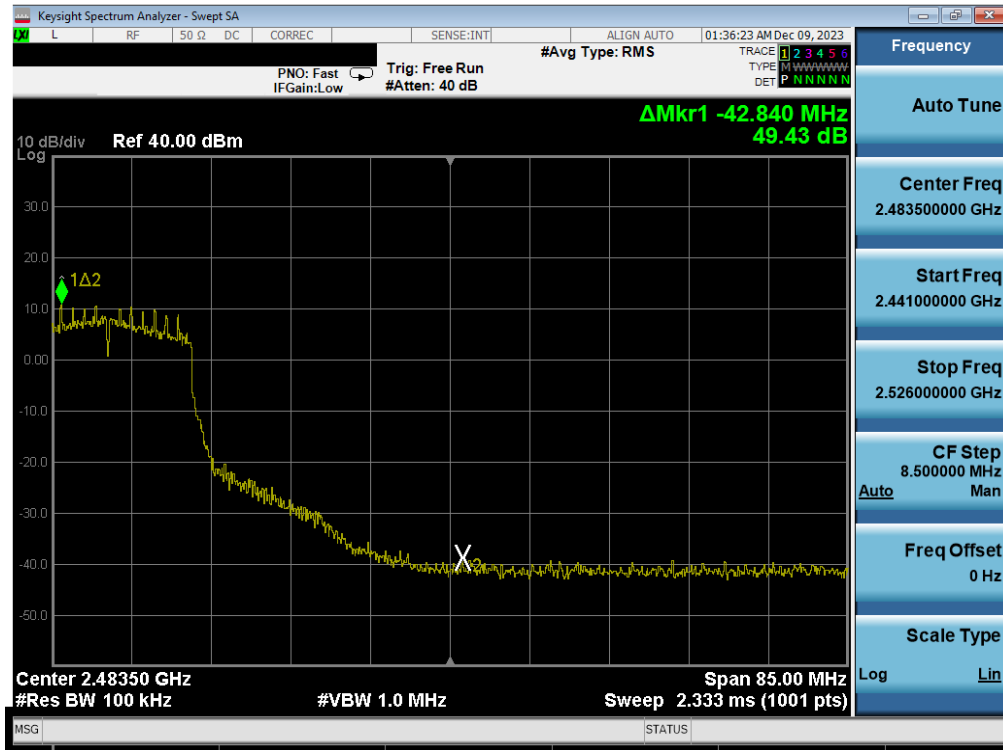 Keysight Spectrum Analyzer - Swept SA
LXI L RF 50 Ω DC CORREC SENSE:INT ALIGN AUTO 01:36:23 AM Dec 09, 2023
#Avg Type: RMS
TRACE 1 2 3 4 5 6
PNO: Fast Trig: Free Run
TYPE M W W W W W
IFGain:Low #Atten: 40 dB
DET P N N N N N
ΔMkr1 -42.840 MHz
49.43 dB
10 dB/div Ref 40.00 dBm
Log
30.0
20.0
1Δ2
10.0
0.00
-10.0
-20.0
-30.0
-40.0
X2
-50.0
Center 2.48350 GHz Span 85.00 MHz
#Res BW 100 kHz #VBW 1.0 MHz Sweep 2.333 ms (1001 pts)
MSG STATUS
Frequency
Auto Tune
Center Freq
2.483500000 GHz
Start Freq
2.441000000 GHz
Stop Freq
2.526000000 GHz
CF Step
8.500000 MHz
Auto Man
Freq Offset
0 Hz
Scale Type
Log Lin